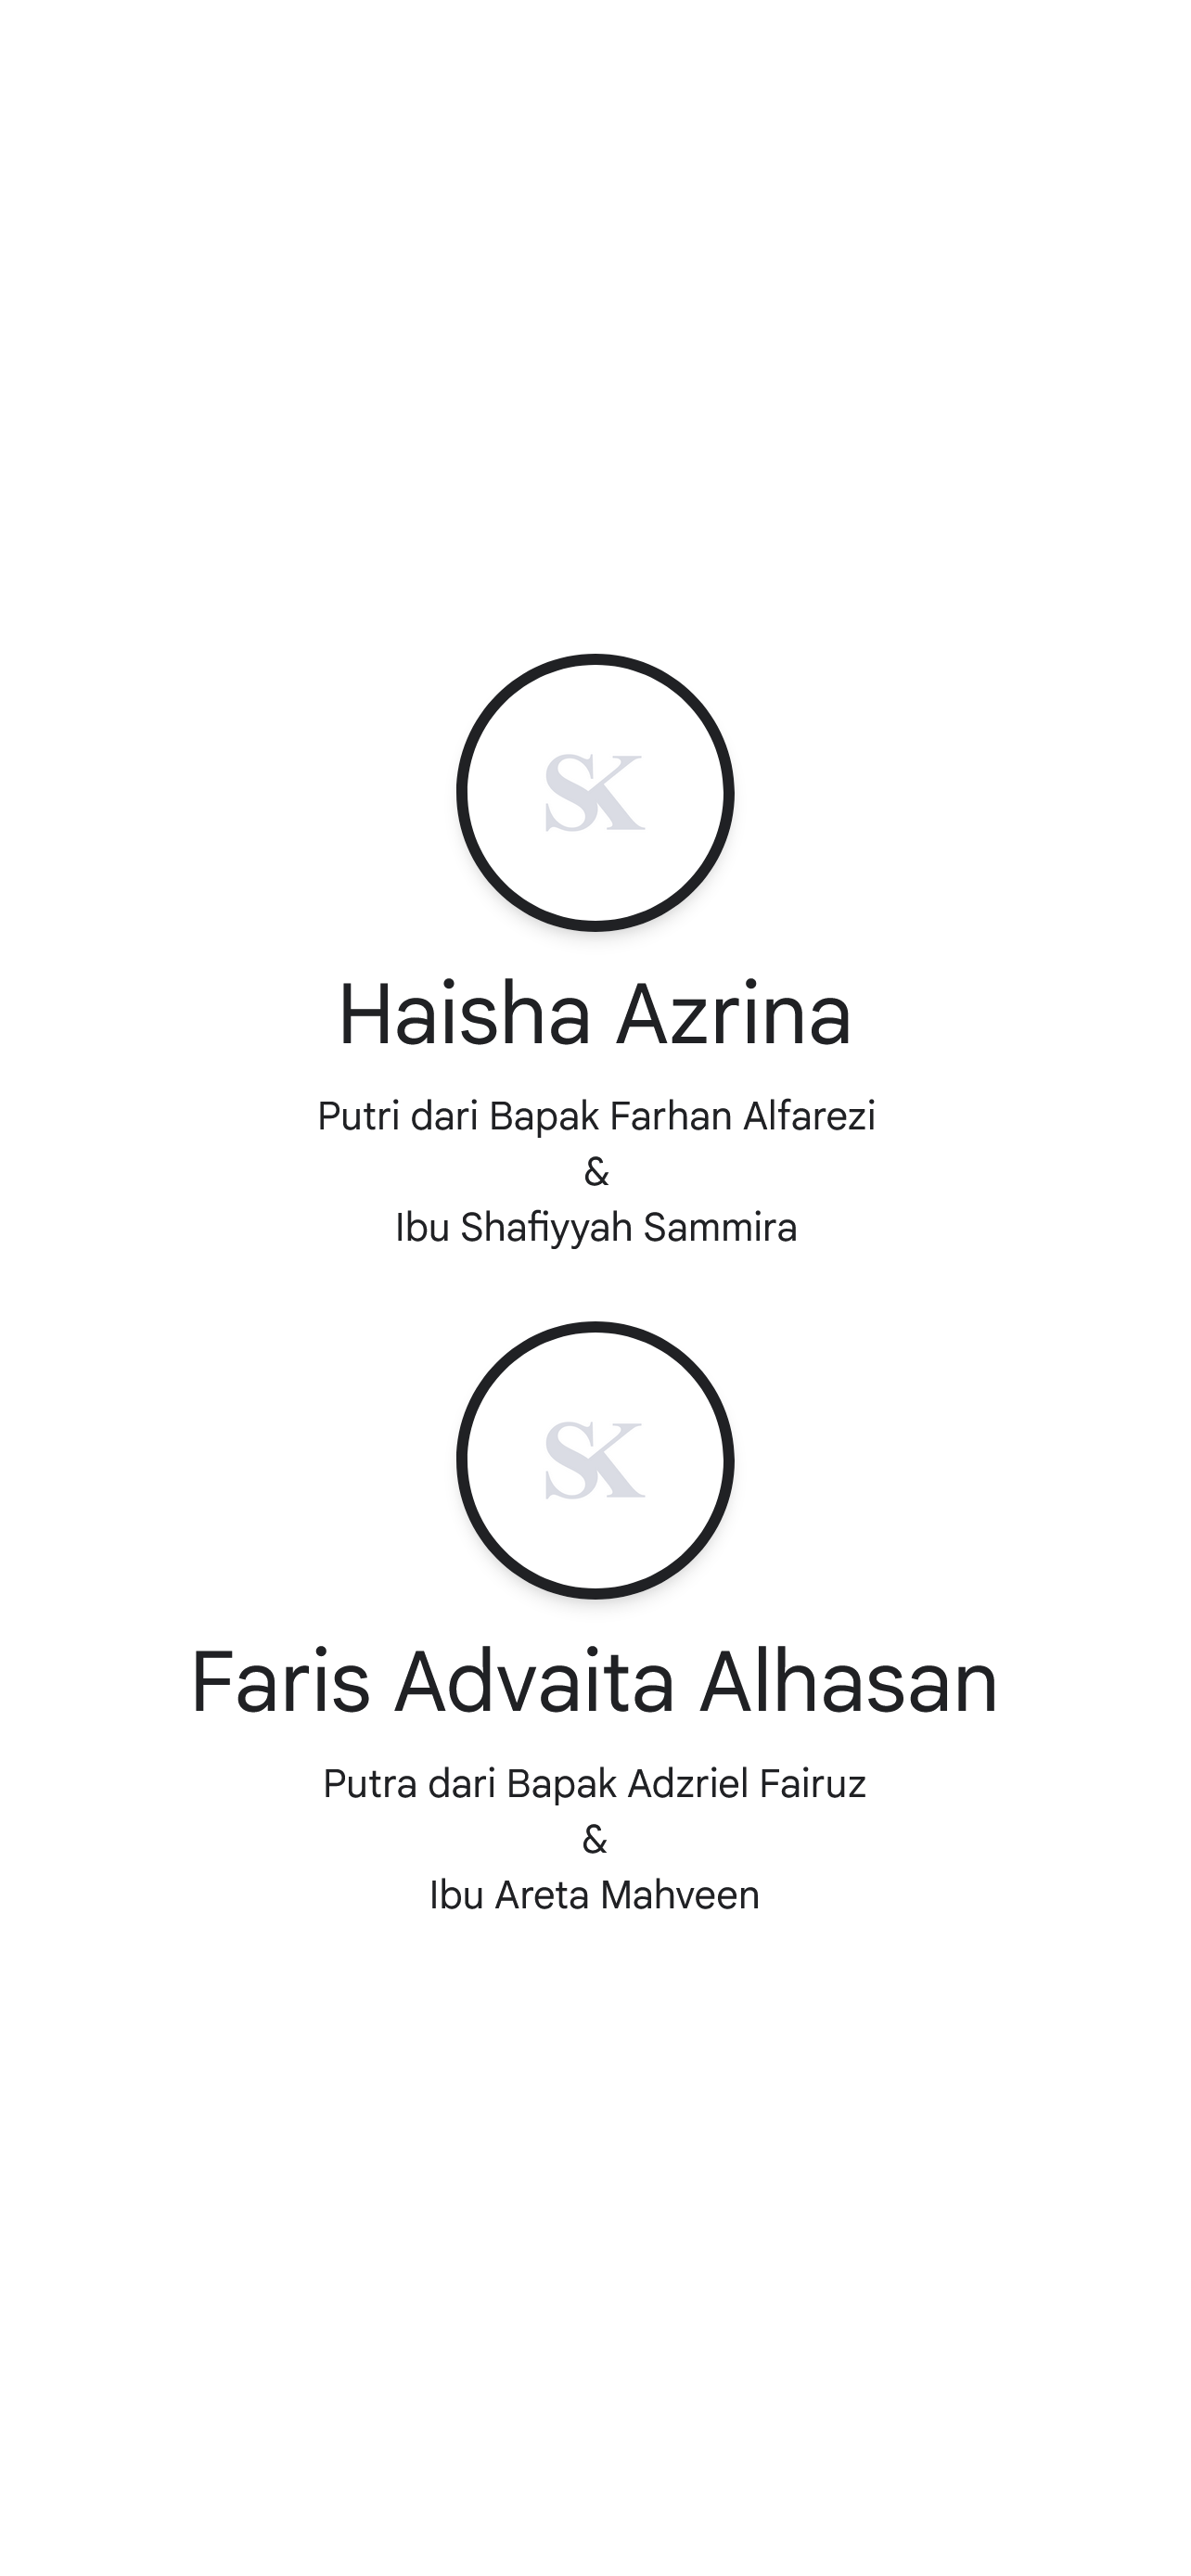 SK
Haisha Azrina
Putri dari Bapak Farhan Alfarezi
&
Ibu Shafiyyah Sammira
SK
Faris Advaita Alhasan
Putra dari Bapak Adzriel Fairuz
&
Ibu Areta Mahveen